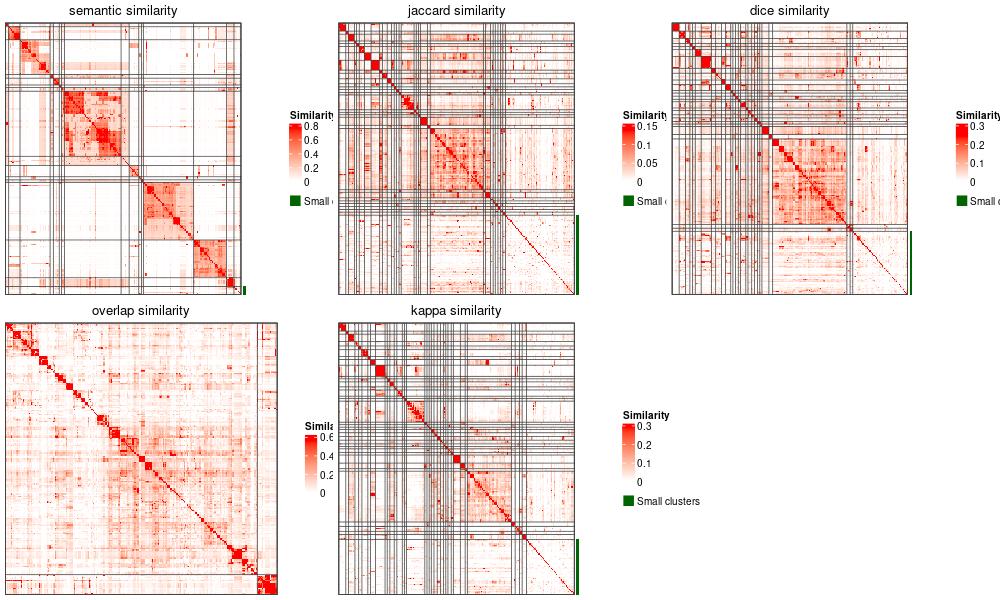 semantic similarity
Similarity
0.8
0.6
0.4
0.2
0
Small
jaccard similarity
Similarity
0.15
0.1
0.05
0
Small
dice similarity
Similarity
0.3
0.2
0.1
0
Small
overlap similarity
0.6
0.4
0.2
0
kappa similarity
Similarity
0.3
0.2
0.1
0
Small clusters